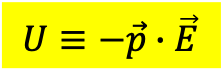 U ≡ −p⃗ · E⃗